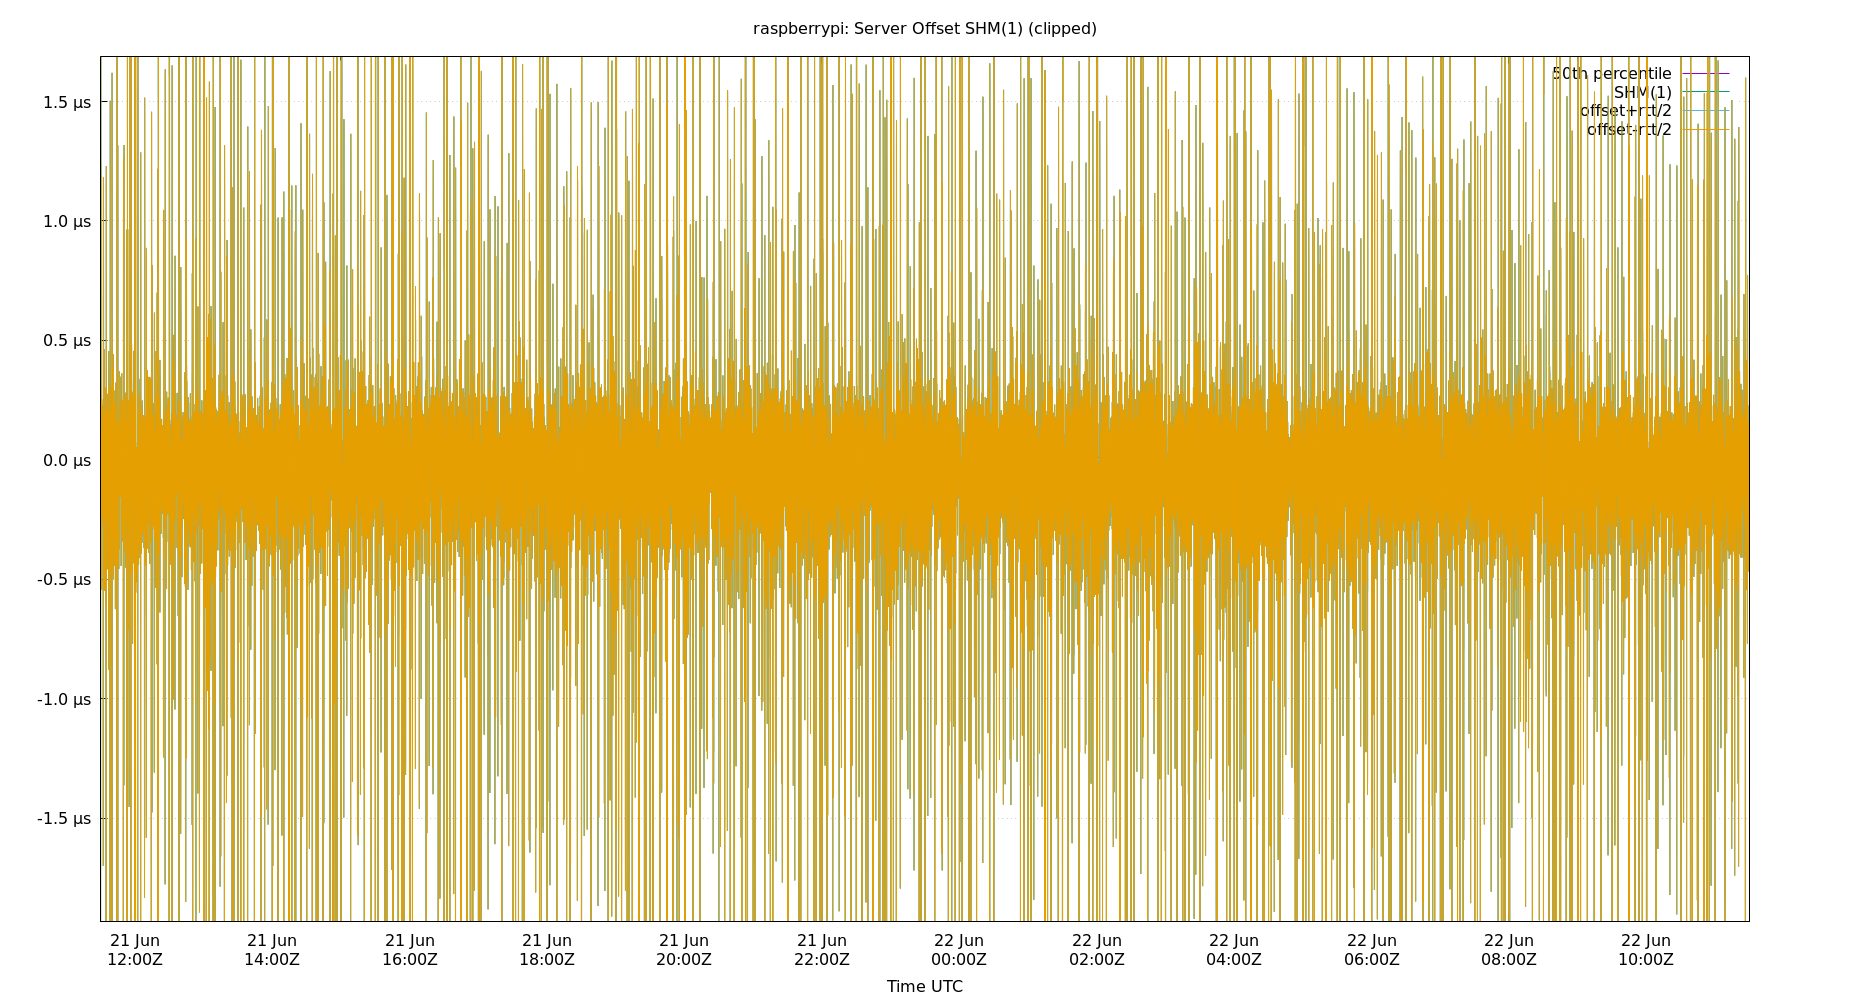 raspberrypi: Server Offset SHM(1) (clipped)
50th percentile
SHM(1)
offset+rtt/2
offset-rtt/2
1.5 µs
1.0 µs
0.5 µs
0.0 µs
-0.5 µs
-1.0 µs
-1.5 µs
21 Jun 21 Jun 21 Jun 21 Jun 21 Jun 21 Jun 22 Jun 22 Jun 22 Jun 22 Jun 22 Jun 22 Jun
12:00Z 14:00Z 16:00Z 18:00Z 20:00Z 22:00Z 00:00Z 02:00Z 04:00Z 06:00Z 08:00Z 10:00Z
Time UTC